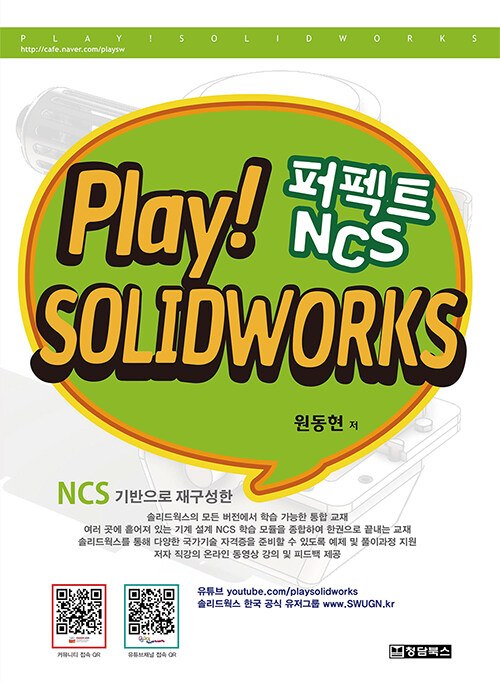 PLAY!SOLIDWORKS
http://cafe.naver.com/playsw
Play!
퍼펙트
NCS
SOLIDWORKS
원동현 저
NCS 기반으로 재구성한
솔리드웍스의 모든 버전에서 학습 가능한 통합 교재
여러 곳에 흩어져 있는 기계 설계 NCS 학습 모듈을 종합하여 한권으로 끝내는 교재
솔리드웍스를 통해 다양한 국가기술 자격증을 준비할 수 있도록 예제 및 풀이과정 지원
저자 직강의 온라인 동영상 강의 및 피드백 제공
유튜브 youtube.com/playsolidworks
솔리드웍스 한국 공식 유저그룹 www.SWUGN.kr
커뮤니티 접속 QR
유튜브채널 접속 QR
청담북스